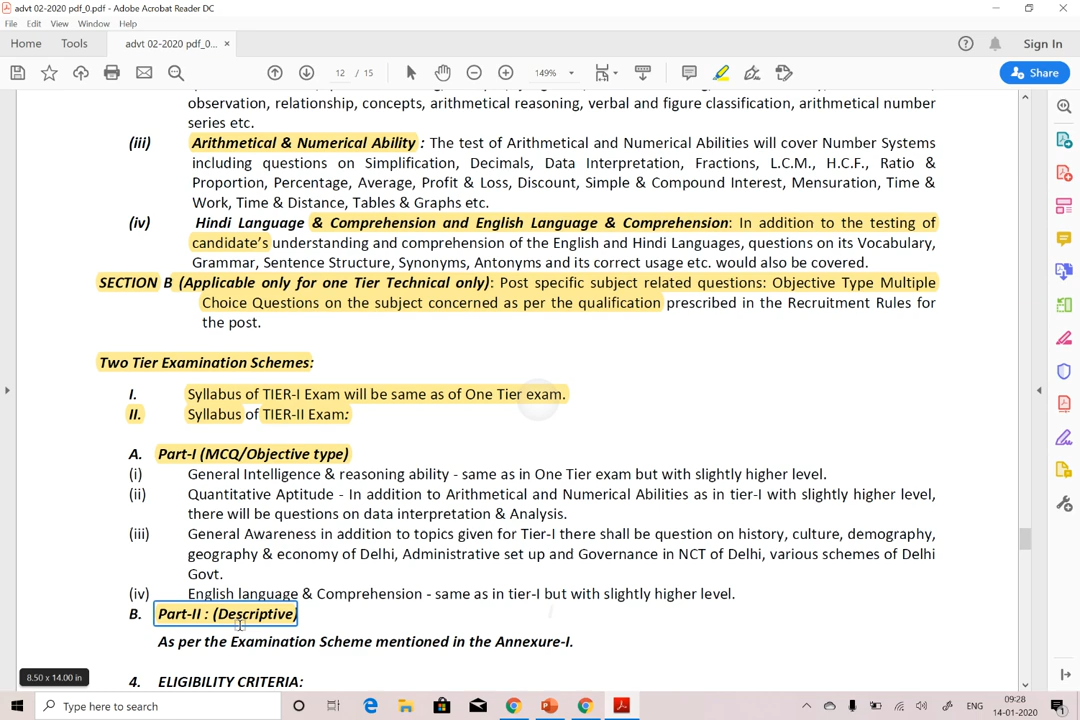 advt 02-2020 pdf_0.pdf - Adobe Acrobat Reader DC
File Edit View Window Help
Home Tools advt 02-2020 pdf_0... × Sign In
12 / 15 149% Share
observation, relationship, concepts, arithmetical reasoning, verbal and figure classification, arithmetical number
series etc.
(iii) Arithmetical & Numerical Ability : The test of Arithmetical and Numerical Abilities will cover Number Systems
including questions on Simplification, Decimals, Data Interpretation, Fractions, L.C.M., H.C.F., Ratio &
Proportion, Percentage, Average, Profit & Loss, Discount, Simple & Compound Interest, Mensuration, Time &
Work, Time & Distance, Tables & Graphs etc.
(iv) Hindi Language & Comprehension and English Language & Comprehension: In addition to the testing of
candidate's understanding and comprehension of the English and Hindi Languages, questions on its Vocabulary,
Grammar, Sentence Structure, Synonyms, Antonyms and its correct usage etc. would also be covered.
SECTION B (Applicable only for one Tier Technical only): Post specific subject related questions: Objective Type Multiple
Choice Questions on the subject concerned as per the qualification prescribed in the Recruitment Rules for
the post.
Two Tier Examination Schemes:
I. Syllabus of TIER-I Exam will be same as of One Tier exam.
II. Syllabus of TIER-II Exam:
A. Part-I (MCQ/Objective type)
(i) General Intelligence & reasoning ability - same as in One Tier exam but with slightly higher level.
(ii) Quantitative Aptitude - In addition to Arithmetical and Numerical Abilities as in tier-I with slightly higher level,
there will be questions on data interpretation & Analysis.
(iii) General Awareness in addition to topics given for Tier-I there shall be question on history, culture, demography,
geography & economy of Delhi, Administrative set up and Governance in NCT of Delhi, various schemes of Delhi
Govt.
(iv) English language & Comprehension - same as in tier-I but with slightly higher level.
B. Part-II : (Descriptive)
As per the Examination Scheme mentioned in the Annexure-I.
8.50 x 14.00 in
4. ELIGIBILITY CRITERIA:
Type here to search
ENG
09:28
14-01-2020
1